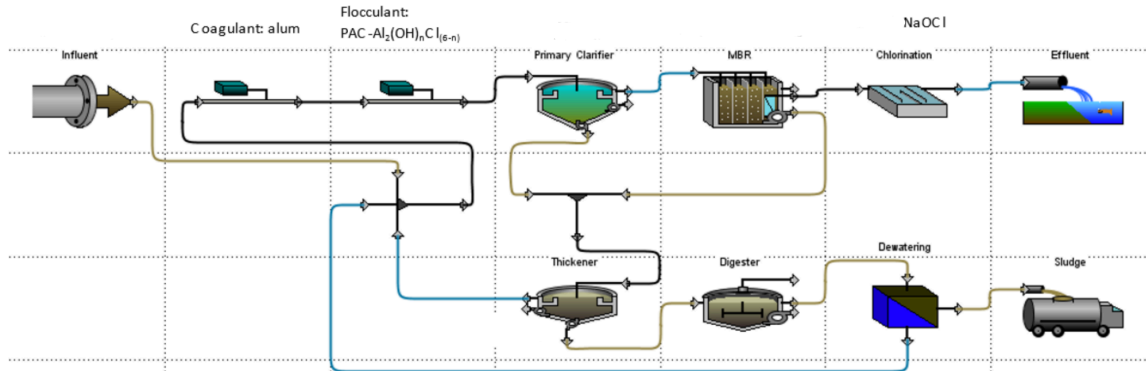 Coagulant: alum
Flocculant:
PAC-Al₂(OH)ₙCl₍₆₋ₙ₎
NaOCl
Influent
Primary Clarifier
MBR
Chlorination
Effluent
Thickener
Digester
Dewatering
Sludge